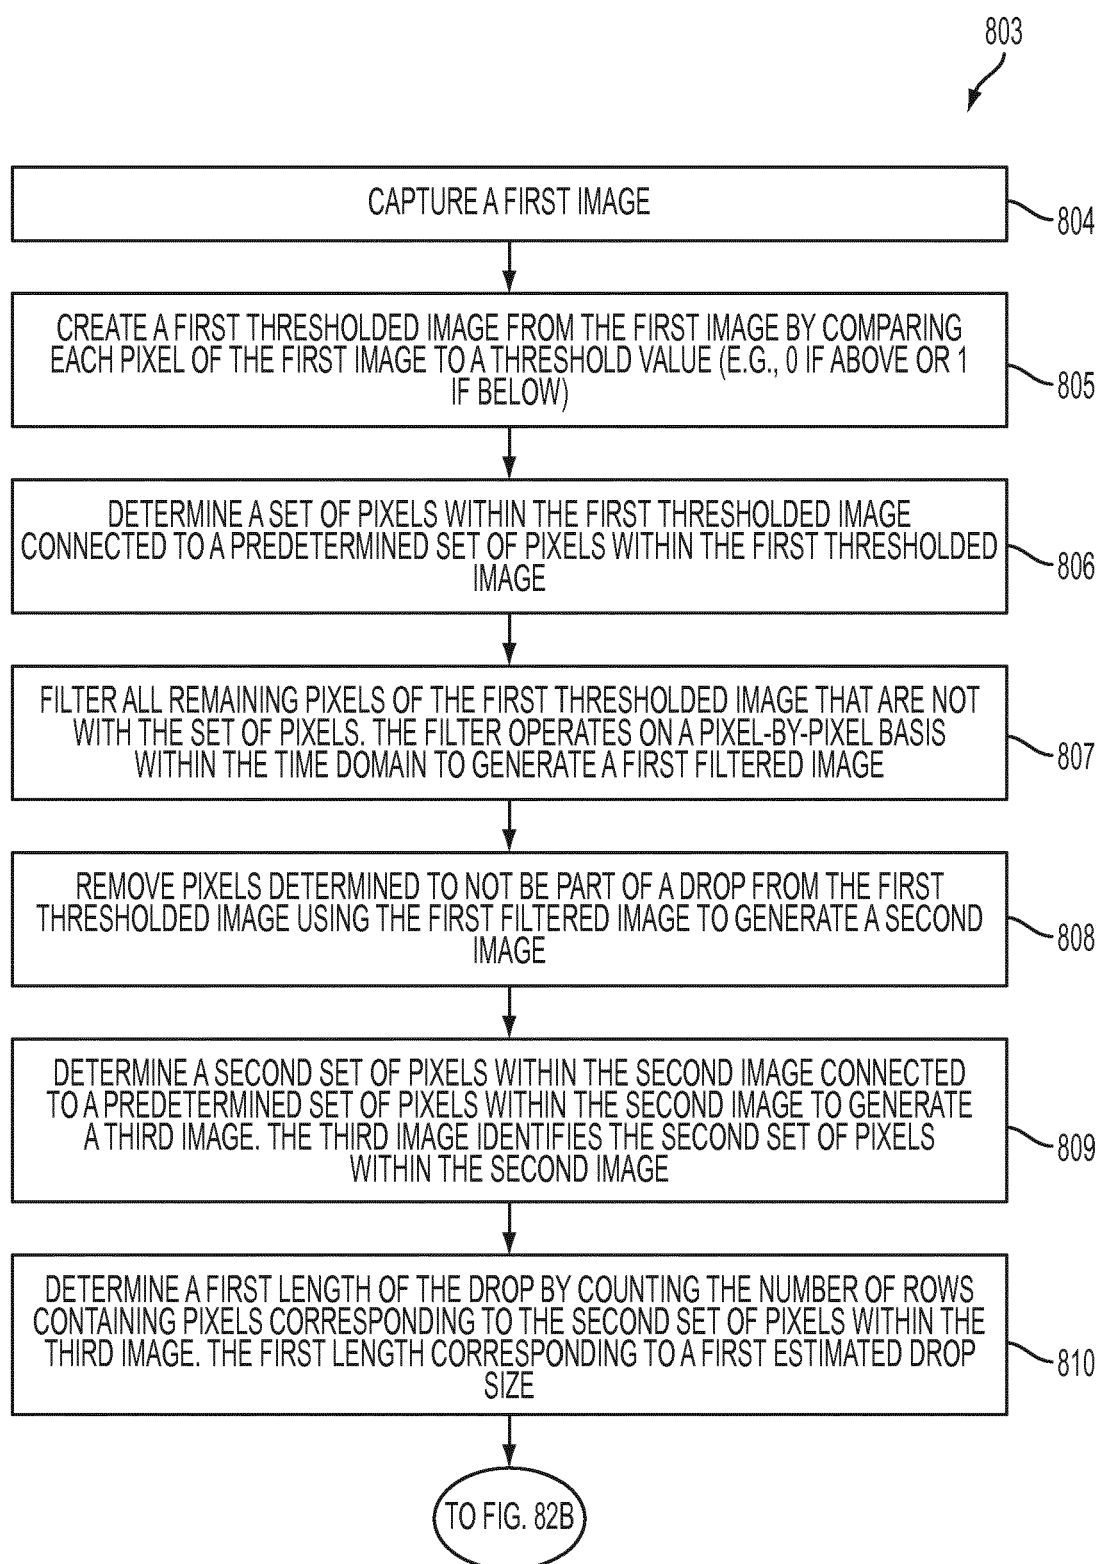 803
CAPTURE A FIRST IMAGE
804
CREATE A FIRST THRESHOLDED IMAGE FROM THE FIRST IMAGE BY COMPARING
EACH PIXEL OF THE FIRST IMAGE TO A THRESHOLD VALUE (E.G., 0 IF ABOVE OR 1
IF BELOW)
805
DETERMINE A SET OF PIXELS WITHIN THE FIRST THRESHOLDED IMAGE
CONNECTED TO A PREDETERMINED SET OF PIXELS WITHIN THE FIRST THRESHOLDED
IMAGE
806
FILTER ALL REMAINING PIXELS OF THE FIRST THRESHOLDED IMAGE THAT ARE NOT
WITH THE SET OF PIXELS. THE FILTER OPERATES ON A PIXEL-BY-PIXEL BASIS
WITHIN THE TIME DOMAIN TO GENERATE A FIRST FILTERED IMAGE
807
REMOVE PIXELS DETERMINED TO NOT BE PART OF A DROP FROM THE FIRST
THRESHOLDED IMAGE USING THE FIRST FILTERED IMAGE TO GENERATE A SECOND
IMAGE
808
DETERMINE A SECOND SET OF PIXELS WITHIN THE SECOND IMAGE CONNECTED
TO A PREDETERMINED SET OF PIXELS WITHIN THE SECOND IMAGE TO GENERATE
A THIRD IMAGE. THE THIRD IMAGE IDENTIFIES THE SECOND SET OF PIXELS
WITHIN THE SECOND IMAGE
809
DETERMINE A FIRST LENGTH OF THE DROP BY COUNTING THE NUMBER OF ROWS
CONTAINING PIXELS CORRESPONDING TO THE SECOND SET OF PIXELS WITHIN THE
THIRD IMAGE. THE FIRST LENGTH CORRESPONDING TO A FIRST ESTIMATED DROP
SIZE
810
TO FIG. 82B